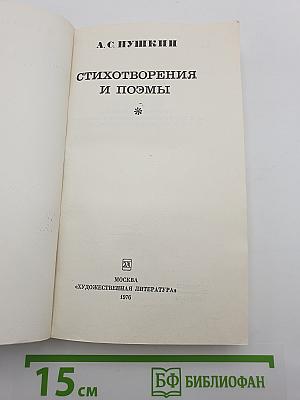 А. С. ПУШКИН
СТИХОТВОРЕНИЯ
И ПОЭМЫ
МОСКВА
«ХУДОЖЕСТВЕННАЯ ЛИТЕРАТУРА»
1976
15 см
БФ БИБЛИОФАН